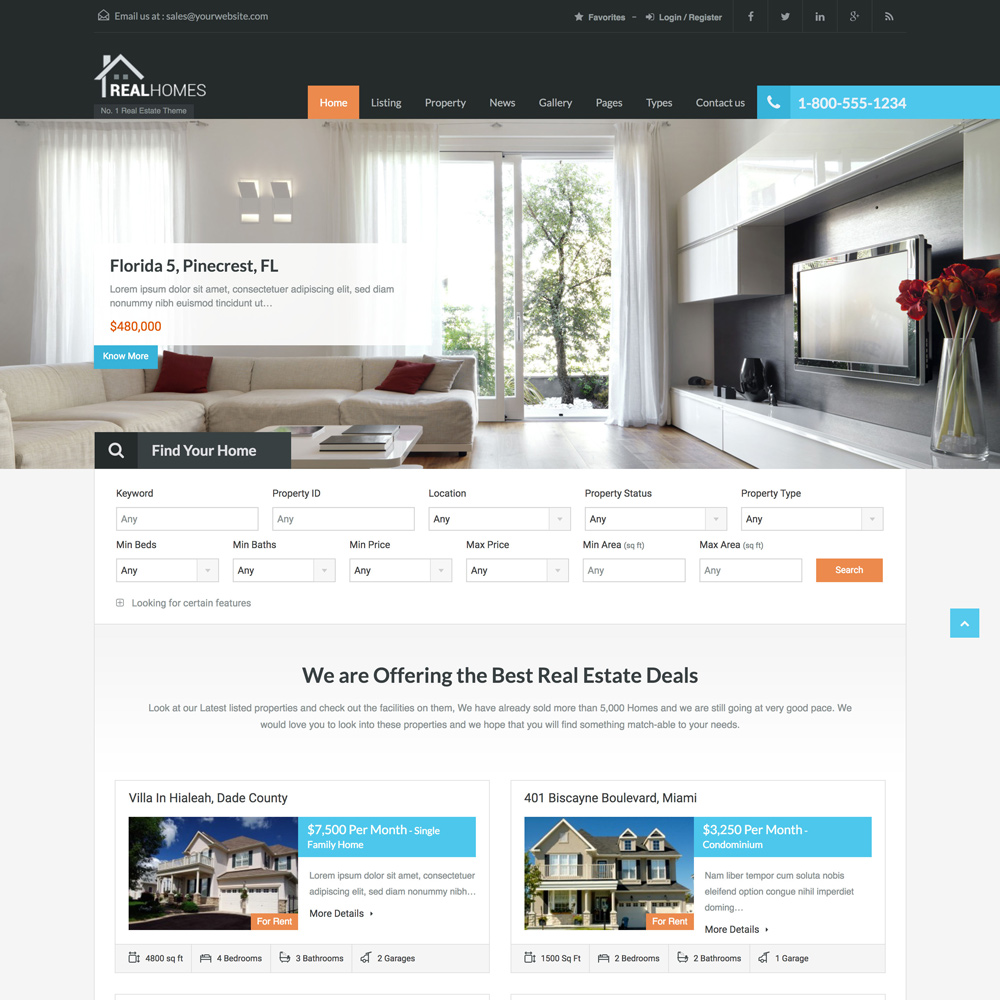 Email us at : sales@yourwebsite.com
Favorites - Login / Register
REALHOMES
No. 1 Real Estate Theme
Home Listing Property News Gallery Pages Types Contact us
1-800-555-1234
Florida 5, Pinecrest, FL
Lorem ipsum dolor sit amet, consectetuer adipiscing elit, sed diam
nonummy nibh euismod tincidunt ut…
$480,000
Know More
Find Your Home
Keyword Property ID Location Property Status Property Type
Any Any Any Any Any
Min Beds Min Baths Min Price Max Price Min Area (sq ft) Max Area (sq ft)
Any Any Any Any Any Any Search
Looking for certain features
We are Offering the Best Real Estate Deals
Look at our Latest listed properties and check out the facilities on them, We have already sold more than 5,000 Homes and we are still going at very good pace. We
would love you to look into these properties and we hope that you will find something match-able to your needs.
Villa In Hialeah, Dade County
$7,500 Per Month - Single
Family Home
Lorem ipsum dolor sit amet, consectetuer
adipiscing elit, sed diam nonummy nibh…
More Details
For Rent
4800 sq ft 4 Bedrooms 3 Bathrooms 2 Garages
401 Biscayne Boulevard, Miami
$3,250 Per Month -
Condominium
Nam liber tempor cum soluta nobis
eleifend option congue nihil imperdiet
doming…
More Details
For Rent
1500 Sq Ft 2 Bedrooms 2 Bathrooms 1 Garage